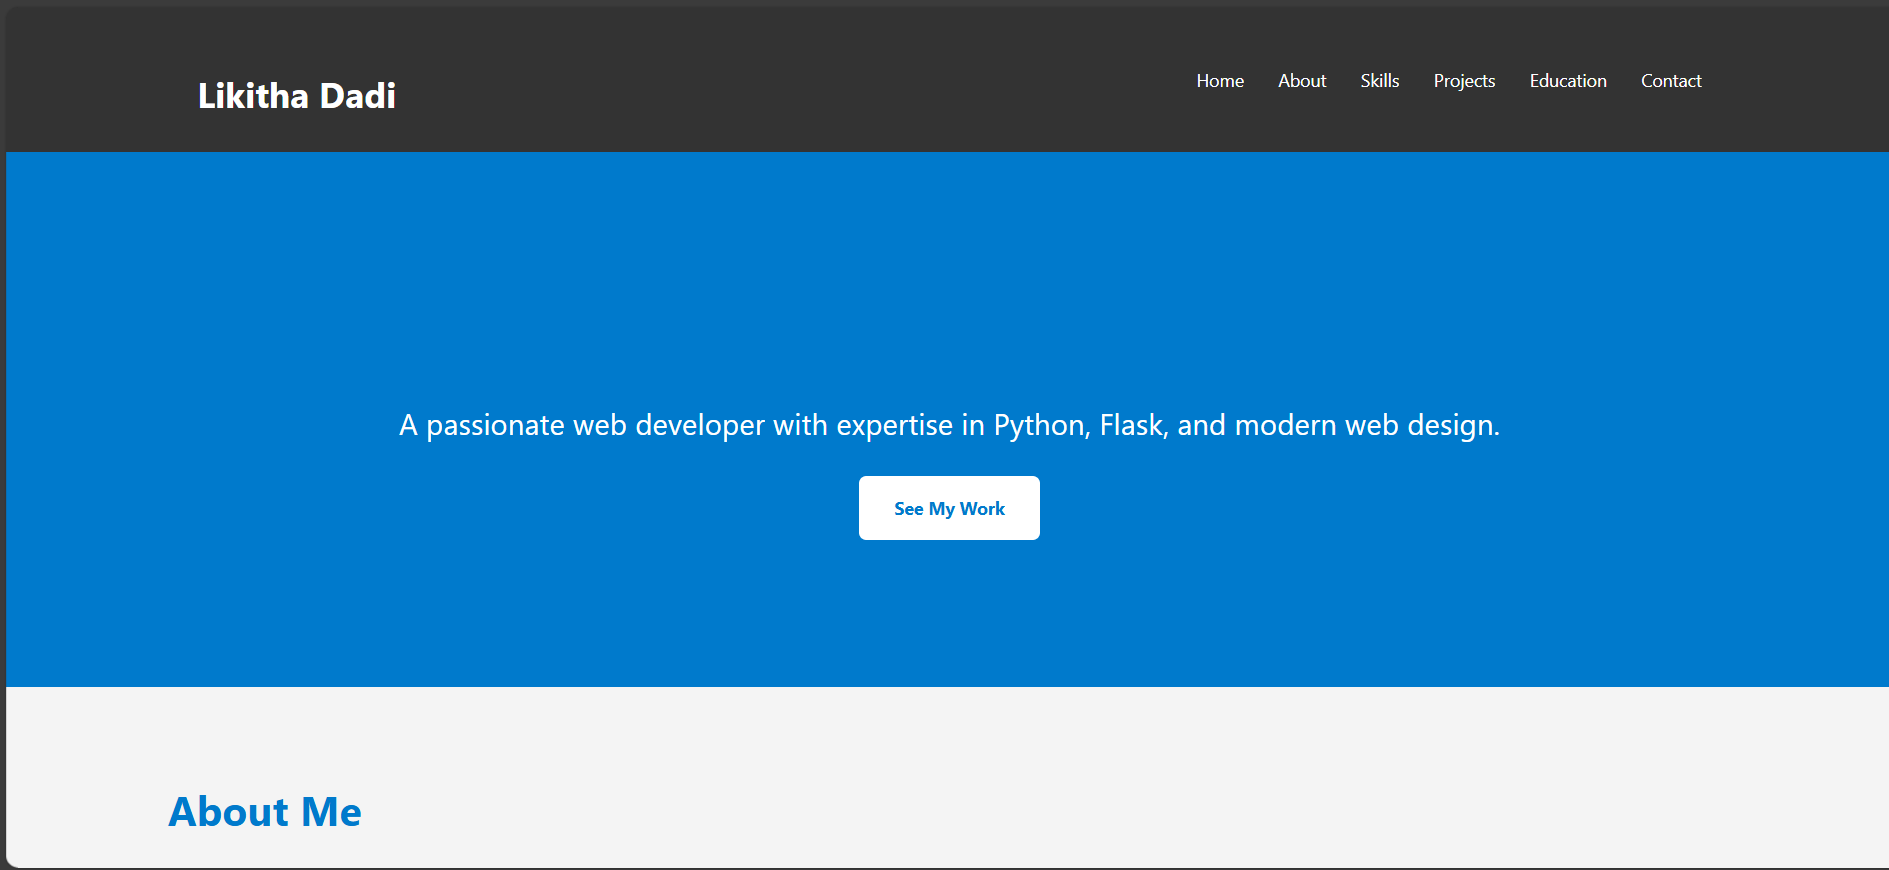 Likitha Dadi
Home About Skills Projects Education Contact
A passionate web developer with expertise in Python, Flask, and modern web design.
See My Work
About Me